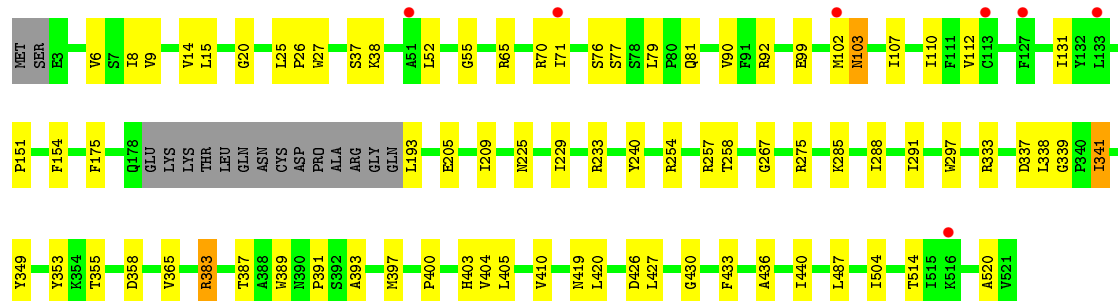 MET SER E3 V6 S7 I8 V9 V14 L15 G20 L25 P26 W27 S37 K38 A51 L52 G55 R65 R70 I71 S76 S77 S78 L79 P80 Q81 V90 F91 R92 E99 M102 N103 I107 I110 F111 V112 C113 F127 I131 Y132 L133
P151 F154 F175 Q178 GLU LYS LYS THR LEU GLN ASN CYS ASP PRO ALA ARG GLY GLN L193 E205 I209 N225 I229 R233 Y240 R254 R257 T258 G267 R275 K285 I288 I291 W297 R333 D337 L338 G339 P340 I341
Y349 Y353 K354 T355 D358 V365 R383 T387 A388 W389 N390 P391 S392 A393 M397 P400 H403 V404 L405 V410 N419 L420 D426 L427 G430 F433 A436 I440 L487 I504 T514 I515 K516 A520 V521